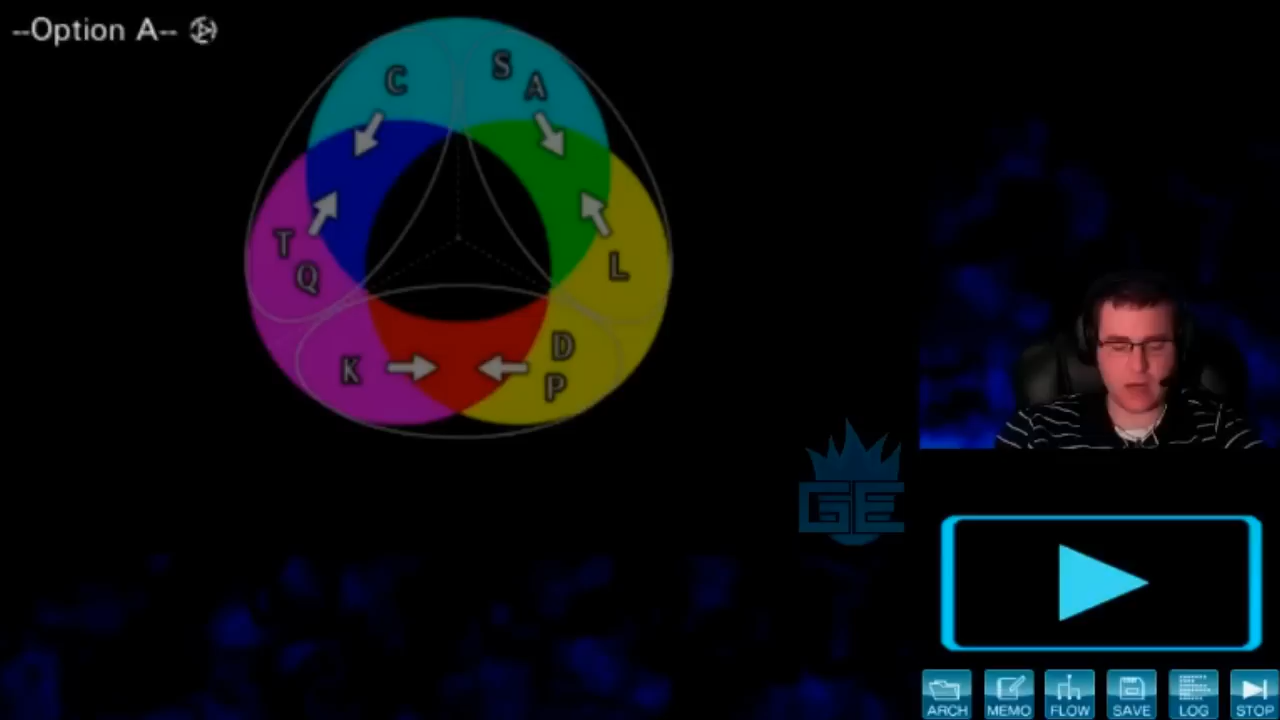 --Option A--
C
S
A
T
Q
L
K
D
P
GE
ARCH MEMO FLOW SAVE LOG STOP